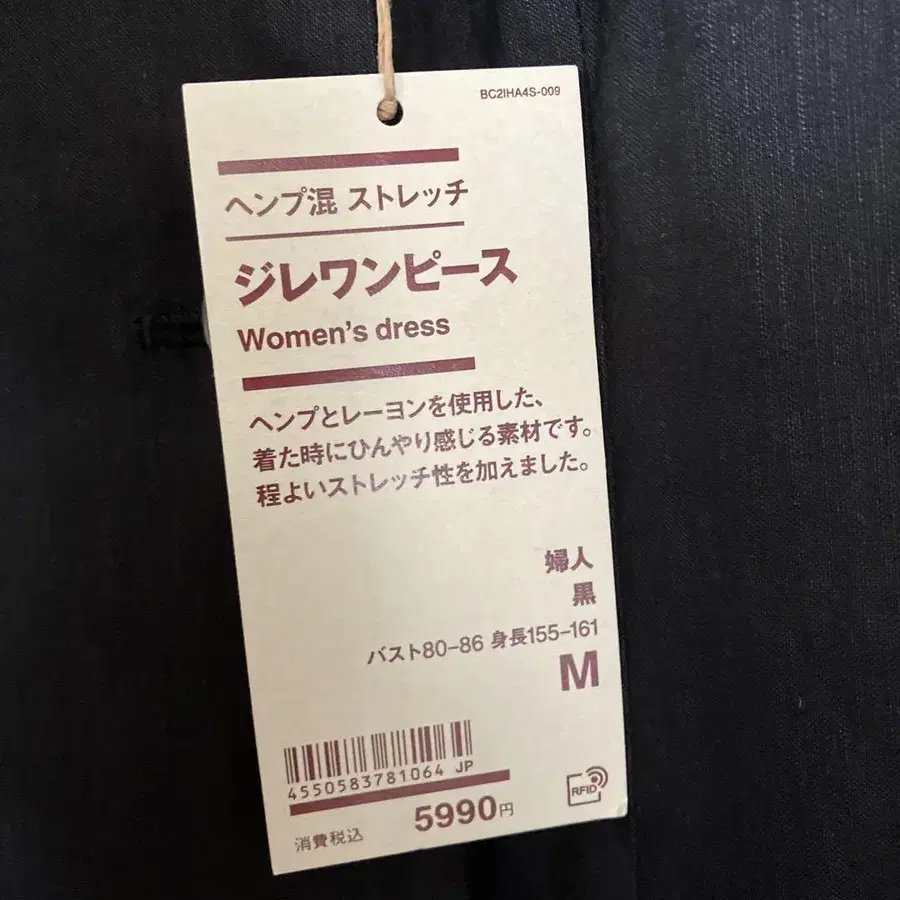 BC2IHA4S-009
ヘンプ混 ストレッチ
ジレワンピース
Women's dress
ヘンプとレーヨンを使用した、
着た時にひんやり感じる素材です。
程よいストレッチ性を加えました。
婦人
黒
バスト80-86 身長155-161
M
4550583781064 JP
5990円
消費税込
RFID